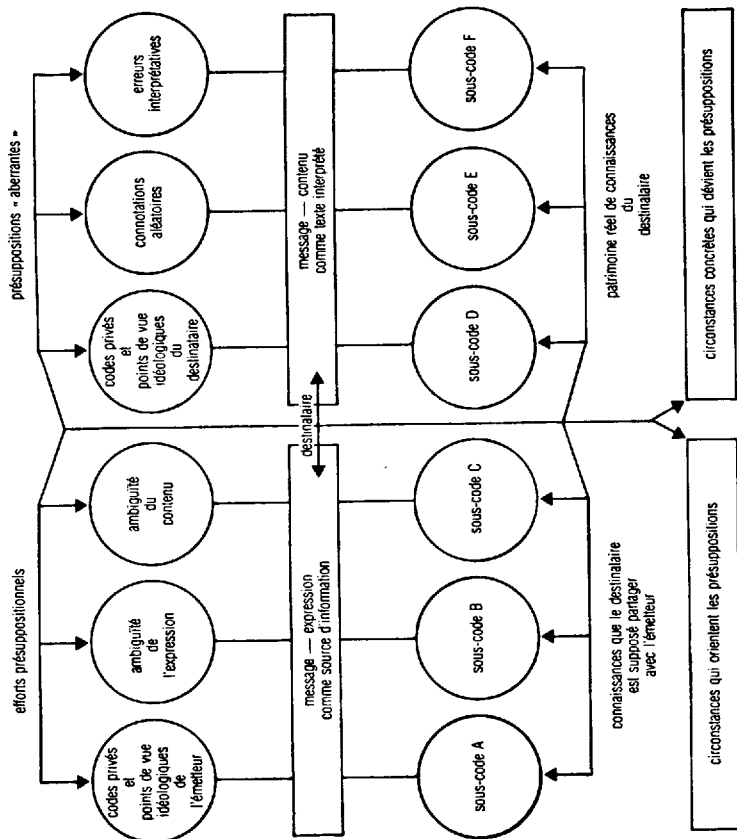 efforts présuppositionnels
présuppositions « aberrantes »
codes privés
et
points de vue
idéologiques
de
l'émetteur
ambiguïté
de
l'expression
ambiguïté
du
contenu
codes privés
et
points de vue
idéologiques
du
destinataire
connotations
aléatoires
erreurs
interprétatives
message — expression
comme source d'information
destinataire
message — contenu
comme texte interprété
sous-code A
sous-code B
sous-code C
sous-code D
sous-code E
sous-code F
connaissances que le destinataire
est supposé partager
avec l'émetteur
patrimoine réel de connaissances
du
destinataire
circonstances qui orientent les présuppositions
circonstances concrètes qui dévient les présuppositions